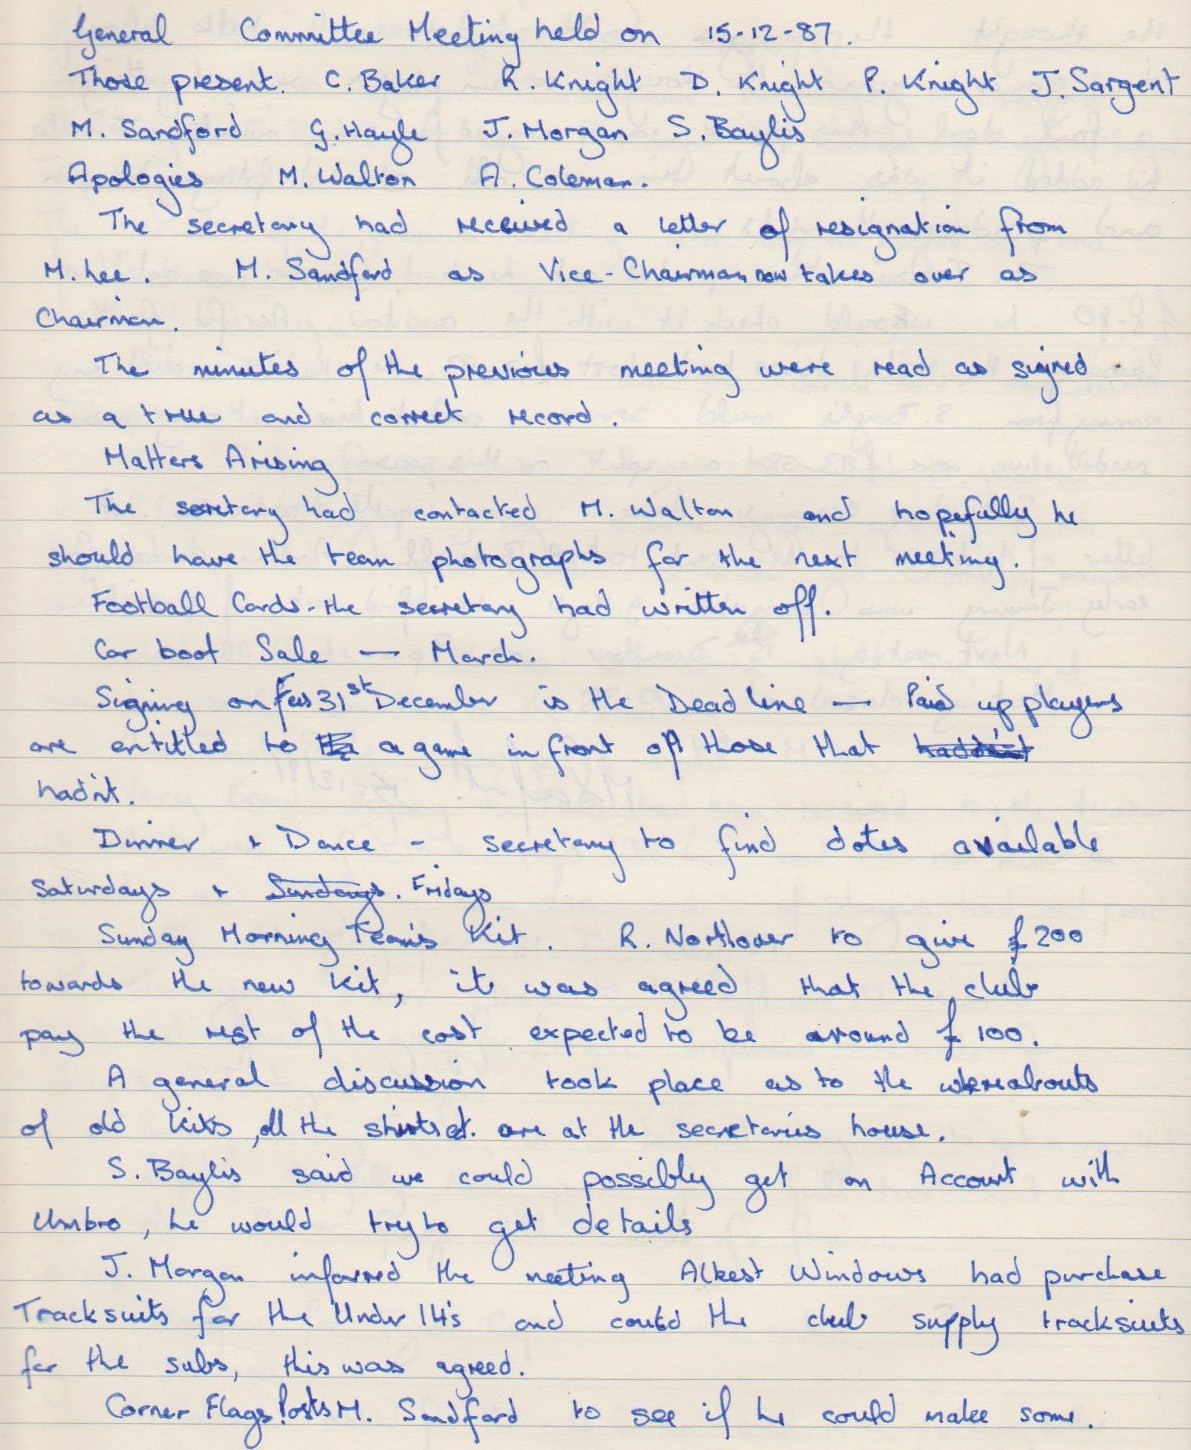 General Committee Meeting held on 15-12-87.
Those present. C. Baker R. Knight D. Knight P. Knight J. Sargent
M. Sandford G. Hayle J. Morgan S. Baylis
Apologies M. Walton A. Coleman.
The secretary had received a letter of resignation from
M. Lee. M. Sandford as Vice-Chairman now takes over as
Chairman.
The minutes of the previous meeting were read as signed
as a true and correct record.
Matters Arising
The secretary had contacted M. Walton and hopefully he
should have the team photographs for the next meeting.
Football Cards - the secretary had written off.
Car boot Sale — March.
Signing on Fees 31st December is the Deadline — Paid up players
are entitled to a game in front off those that
hadn't.
Dinner + Dance - secretary to find dates available
Saturdays + Sundays. Fridays
Sunday Morning Team's Kit. R. Northover to give £200
towards the new kit, it was agreed that the club
pay the rest of the cost expected to be around £100.
A general discussion took place as to the whereabouts
of old kits, all the shirts et. are at the secretaries house.
S. Baylis said we could possibly get an Account with
Umbro, he would try to get details
J. Morgan informed the meeting Alkest Windows had purchase
Tracksuits for the Under 14's and could the club supply tracksuits
for the subs, this was agreed.
Corner Flags Posts M. Sandford to see if he could make some.